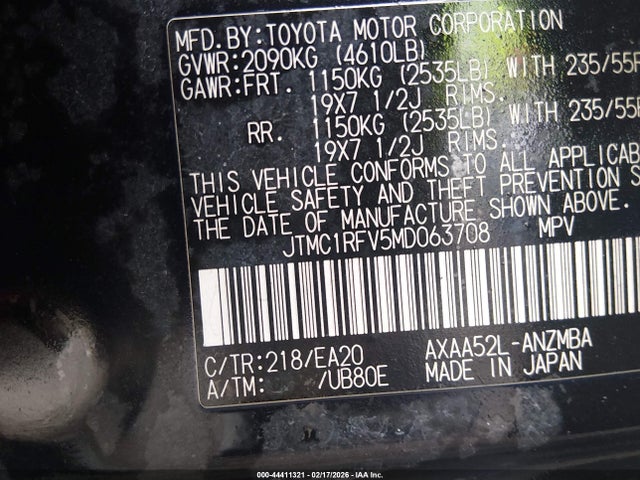 MFD.BY:TOYOTA MOTOR CORPORATION
GVWR:2090KG (4610LB)
GAWR:FRT. 1150KG (2535LB) WITH 235/55R
19X7 1/2J RIMS.
RR. 1150KG (2535LB) WITH 235/55R
19X7 1/2J RIMS.
THIS VEHICLE CONFORMS TO ALL APPLICAB
VEHICLE SAFETY AND THEFT PREVENTION S
THE DATE OF MANUFACTURE SHOWN ABOVE.
JTMC1RFV5MD063708 MPV
C/TR:218/EA20 AXAA52L-ANZMBA
A/TM: /UB80E MADE IN JAPAN
000-44411321 - 02/17/2026 - IAA Inc.